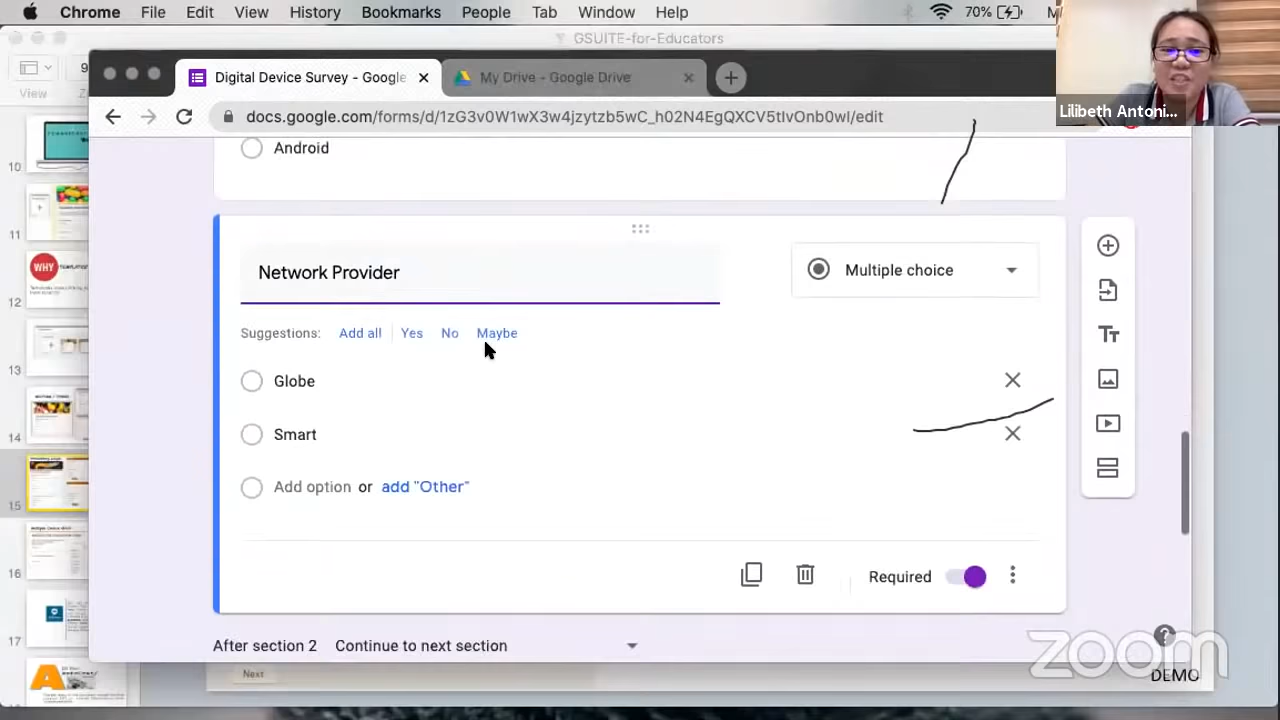 Chrome File Edit View History Bookmarks People Tab Window Help 70%
GSUITE-for-Educators
View
Digital Device Survey - Google
My Drive - Google Drive
docs.google.com/forms/d/1zG3v0W1wX3w4jzytzb5wC_h02N4EgQXCV5tIvOnb0wI/edit
Lilibeth Antoni...
Android
Network Provider
Multiple choice
Suggestions: Add all Yes No Maybe
Globe
Smart
Add option or add "Other"
Required
After section 2 Continue to next section
Next
10
11
WHY
12
13
14
15
16
17
A
zoom
DEMO